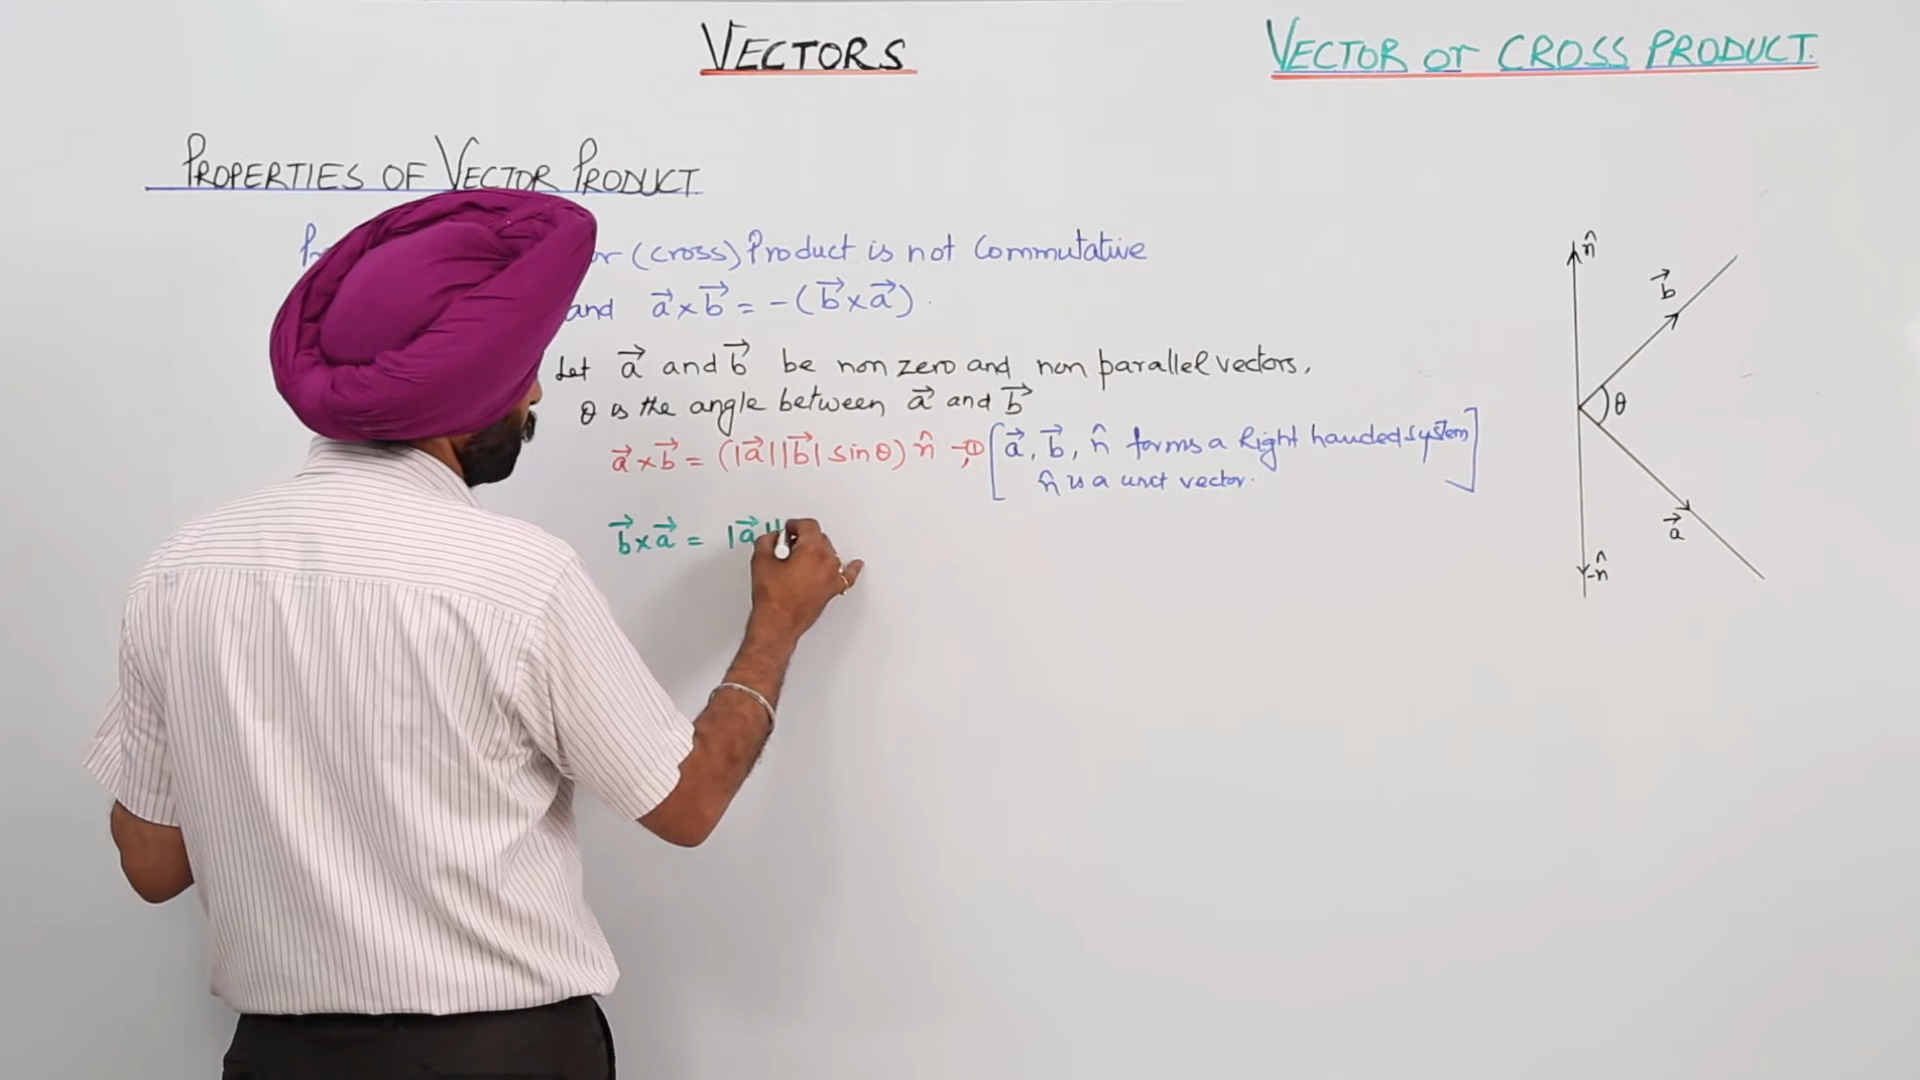 VECTORS
VECTOR or CROSS PRODUCT.
PROPERTIES OF VECTOR PRODUCT
(cross) Product is not Commutative
and a⃗ × b⃗ = -(b⃗ × a⃗).
Let a⃗ and b⃗ be non zero and non parallel vectors,
θ is the angle between a⃗ and b⃗
a⃗ × b⃗ = (|a⃗||b⃗| sin θ) n̂ → ① [a⃗, b⃗, n̂ forms a Right handed system
n̂ is a unit vector.]
b⃗ × a⃗ = |a⃗||
n̂
b⃗
θ
a⃗
-n̂